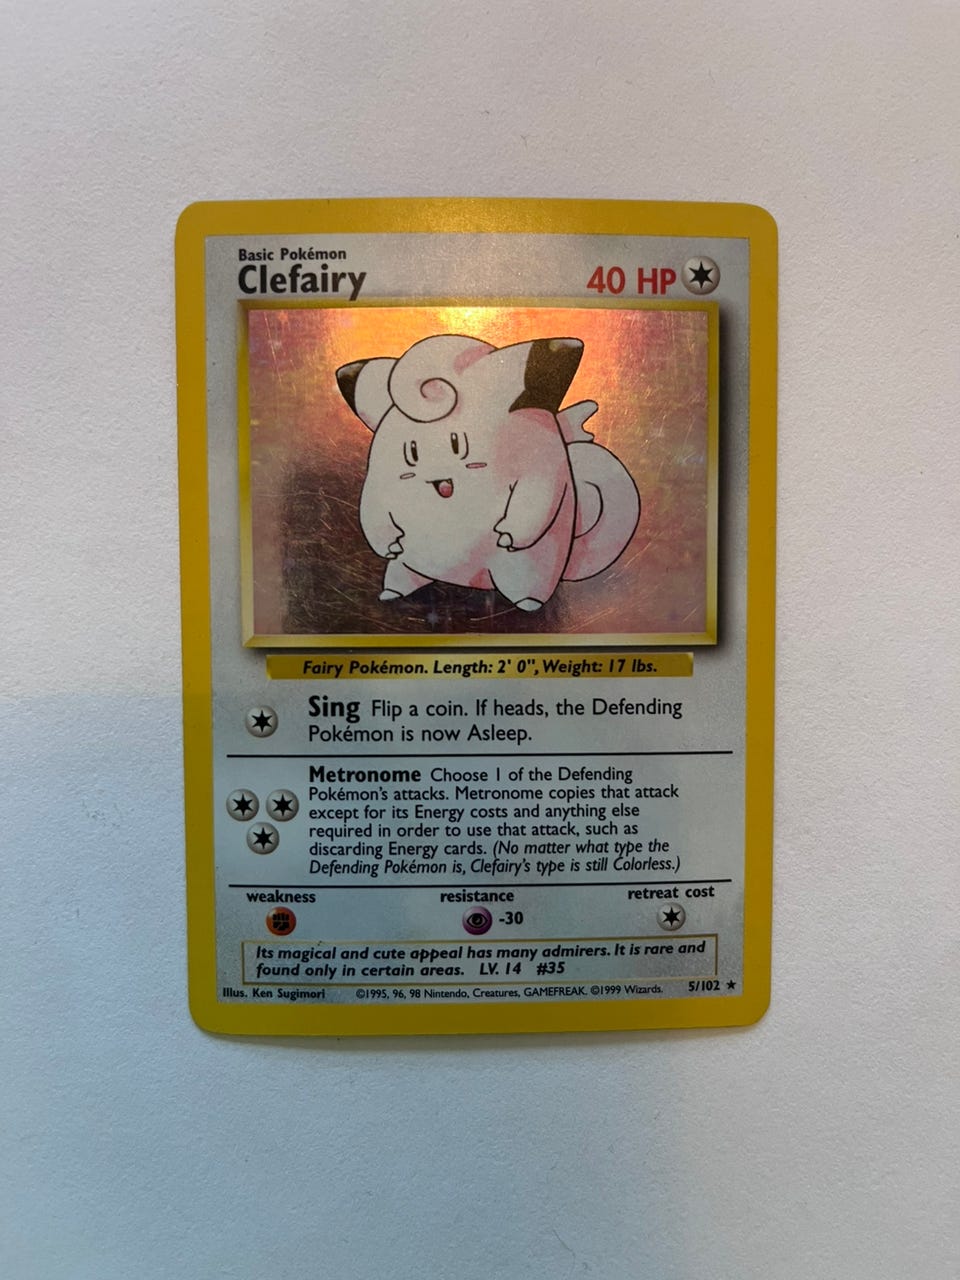 Basic Pokémon
Clefairy
40 HP
Fairy Pokémon. Length: 2' 0", Weight: 17 lbs.
Sing Flip a coin. If heads, the Defending
Pokémon is now Asleep.
Metronome Choose 1 of the Defending
Pokémon's attacks. Metronome copies that attack
except for its Energy costs and anything else
required in order to use that attack, such as
discarding Energy cards. (No matter what type the
Defending Pokémon is, Clefairy's type is still Colorless.)
weakness
resistance
retreat cost
-30
Its magical and cute appeal has many admirers. It is rare and
found only in certain areas. LV. 14 #35
Illus. Ken Sugimori ©1995, 96, 98 Nintendo, Creatures, GAMEFREAK. ©1999 Wizards. 5/102 ★